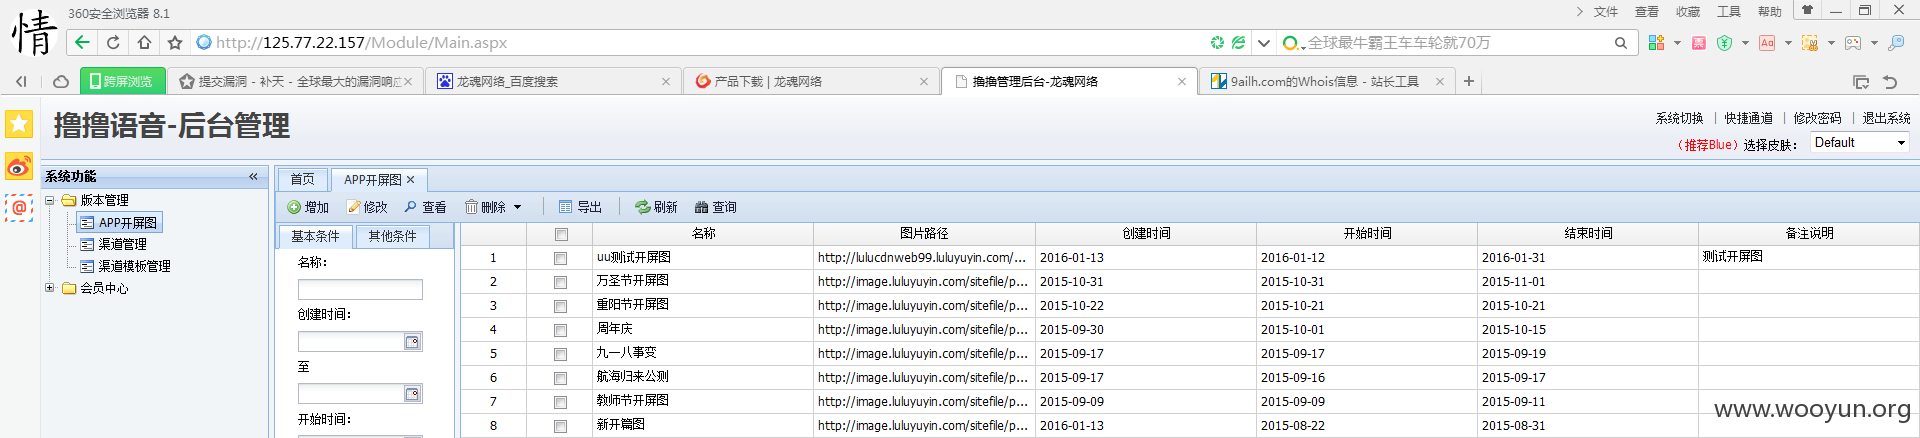 情
360安全浏览器 8.1
文件 查看 收藏 工具 帮助
http://125.77.22.157/Module/Main.aspx
全球最牛霸王车车轮就70万
跨屏浏览
提交漏洞 - 补天 - 全球最大的漏洞响应
龙魂网络_百度搜索
产品下载 | 龙魂网络
撸撸管理后台-龙魂网络
9ailh.com的Whois信息 - 站长工具
撸撸语音-后台管理
系统切换 | 快捷通道 | 修改密码 | 退出系统
（推荐Blue）选择皮肤： Default
系统功能
版本管理
APP开屏图
渠道管理
渠道模板管理
会员中心
首页 APP开屏图
增加 修改 查看 删除 导出 刷新 查询
基本条件 其他条件
名称：
创建时间：
至
开始时间：
名称 图片路径 创建时间 开始时间 结束时间 备注说明
1 uu测试开屏图 http://lulucdnweb99.luluyuyin.com/... 2016-01-13 2016-01-12 2016-01-31 测试开屏图
2 万圣节开屏图 http://image.luluyuyin.com/sitefile/p... 2015-10-31 2015-10-31 2015-11-01
3 重阳节开屏图 http://image.luluyuyin.com/sitefile/p... 2015-10-22 2015-10-21 2015-10-21
4 周年庆 http://image.luluyuyin.com/sitefile/p... 2015-09-30 2015-10-01 2015-10-15
5 九一八事变 http://image.luluyuyin.com/sitefile/p... 2015-09-17 2015-09-17 2015-09-19
6 航海归来公测 http://image.luluyuyin.com/sitefile/p... 2015-09-17 2015-09-16 2015-09-17
7 教师节开屏图 http://image.luluyuyin.com/sitefile/p... 2015-09-09 2015-09-09 2015-09-11
8 新开篇图 http://image.luluyuyin.com/sitefile/p... 2016-01-13 2015-08-22 2015-08-31
www.wooyun.org